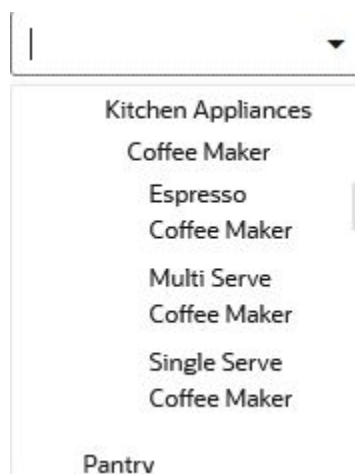 Kitchen Appliances
Coffee Maker
Espresso
Coffee Maker
Multi Serve
Coffee Maker
Single Serve
Coffee Maker
Pantry